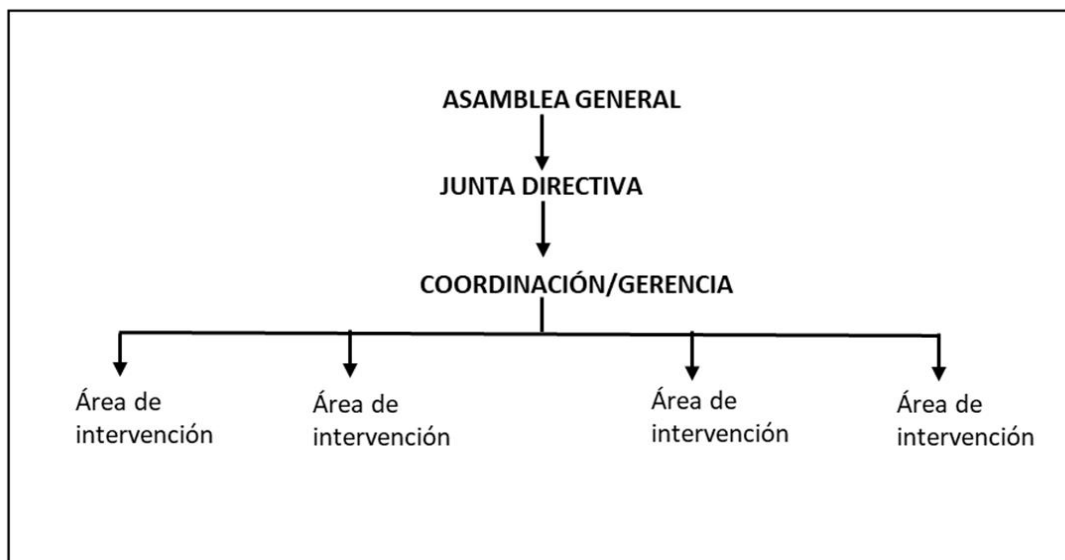 ASAMBLEA GENERAL
JUNTA DIRECTIVA
COORDINACIÓN/GERENCIA
Área de
intervención
Área de
intervención
Área de
intervención
Área de
intervención